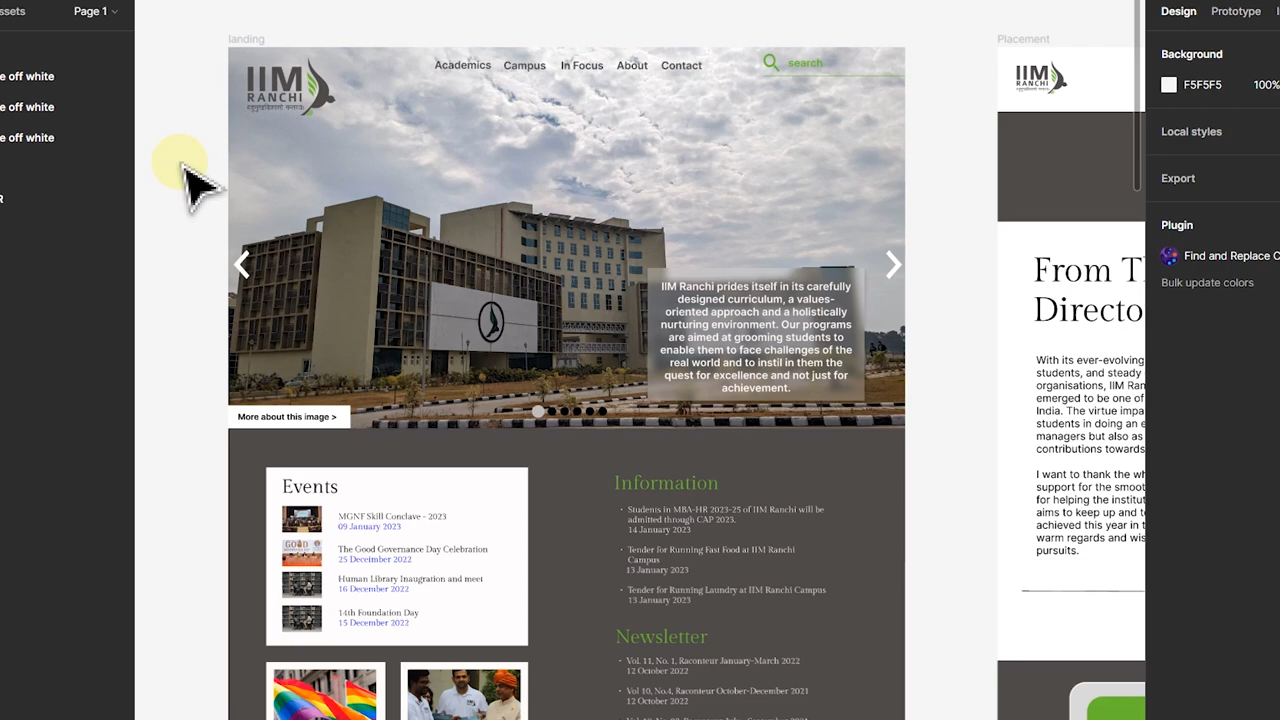 ssets
Page 1
Design
Prototype
e off white
e off white
e off white
R
landing
IIM
RANCHI
Academics
Campus
In Focus
About
Contact
search
IIM Ranchi prides itself in its carefully
designed curriculum, a values-
oriented approach and a holistically
nurturing environment. Our programs
are aimed at grooming students to
enable them to face challenges of the
real world and to instil in them the
quest for excellence and not just for
achievement.
More about this image >
Events
MGNF Skill Conclave - 2023
09 January 2023
The Good Governance Day Celebration
25 Deceimber 2022
Human Library Inaugration and meet
16 December 2022
14th Foundation Day
15 December 2022
Information
· Students in MBA-HR 2023-25 of IIM Ranchi will be
admitted through CAP 2023.
14 January 2023
· Tender for Running Fast Food at IIM Ranchi
Campus
13 January 2023
· Tender for Running Laundry at IIM Ranchi Campus
13 January 2023
Newsletter
· Vol. 11, No. 1, Raconteur January-March 2022
12 October 2022
· Vol 10, No.4, Raconteur October-December 2021
12 October 2022
Placement
IIM
RANCHI
From T
Directo
With its ever-evolving
students, and steady
organisations, IIM Ran
emerged to be one of
India. The virtue impa
students in doing an e
managers but also as
contributions towards
I want to thank the wh
support for the smoot
for helping the institut
aims to keep up and to
achieved this year in t
warm regards and wis
pursuits.
Background
F5F5F5
100%
Local styles
Export
Plugin
Find and Replace C
Bulk update colors